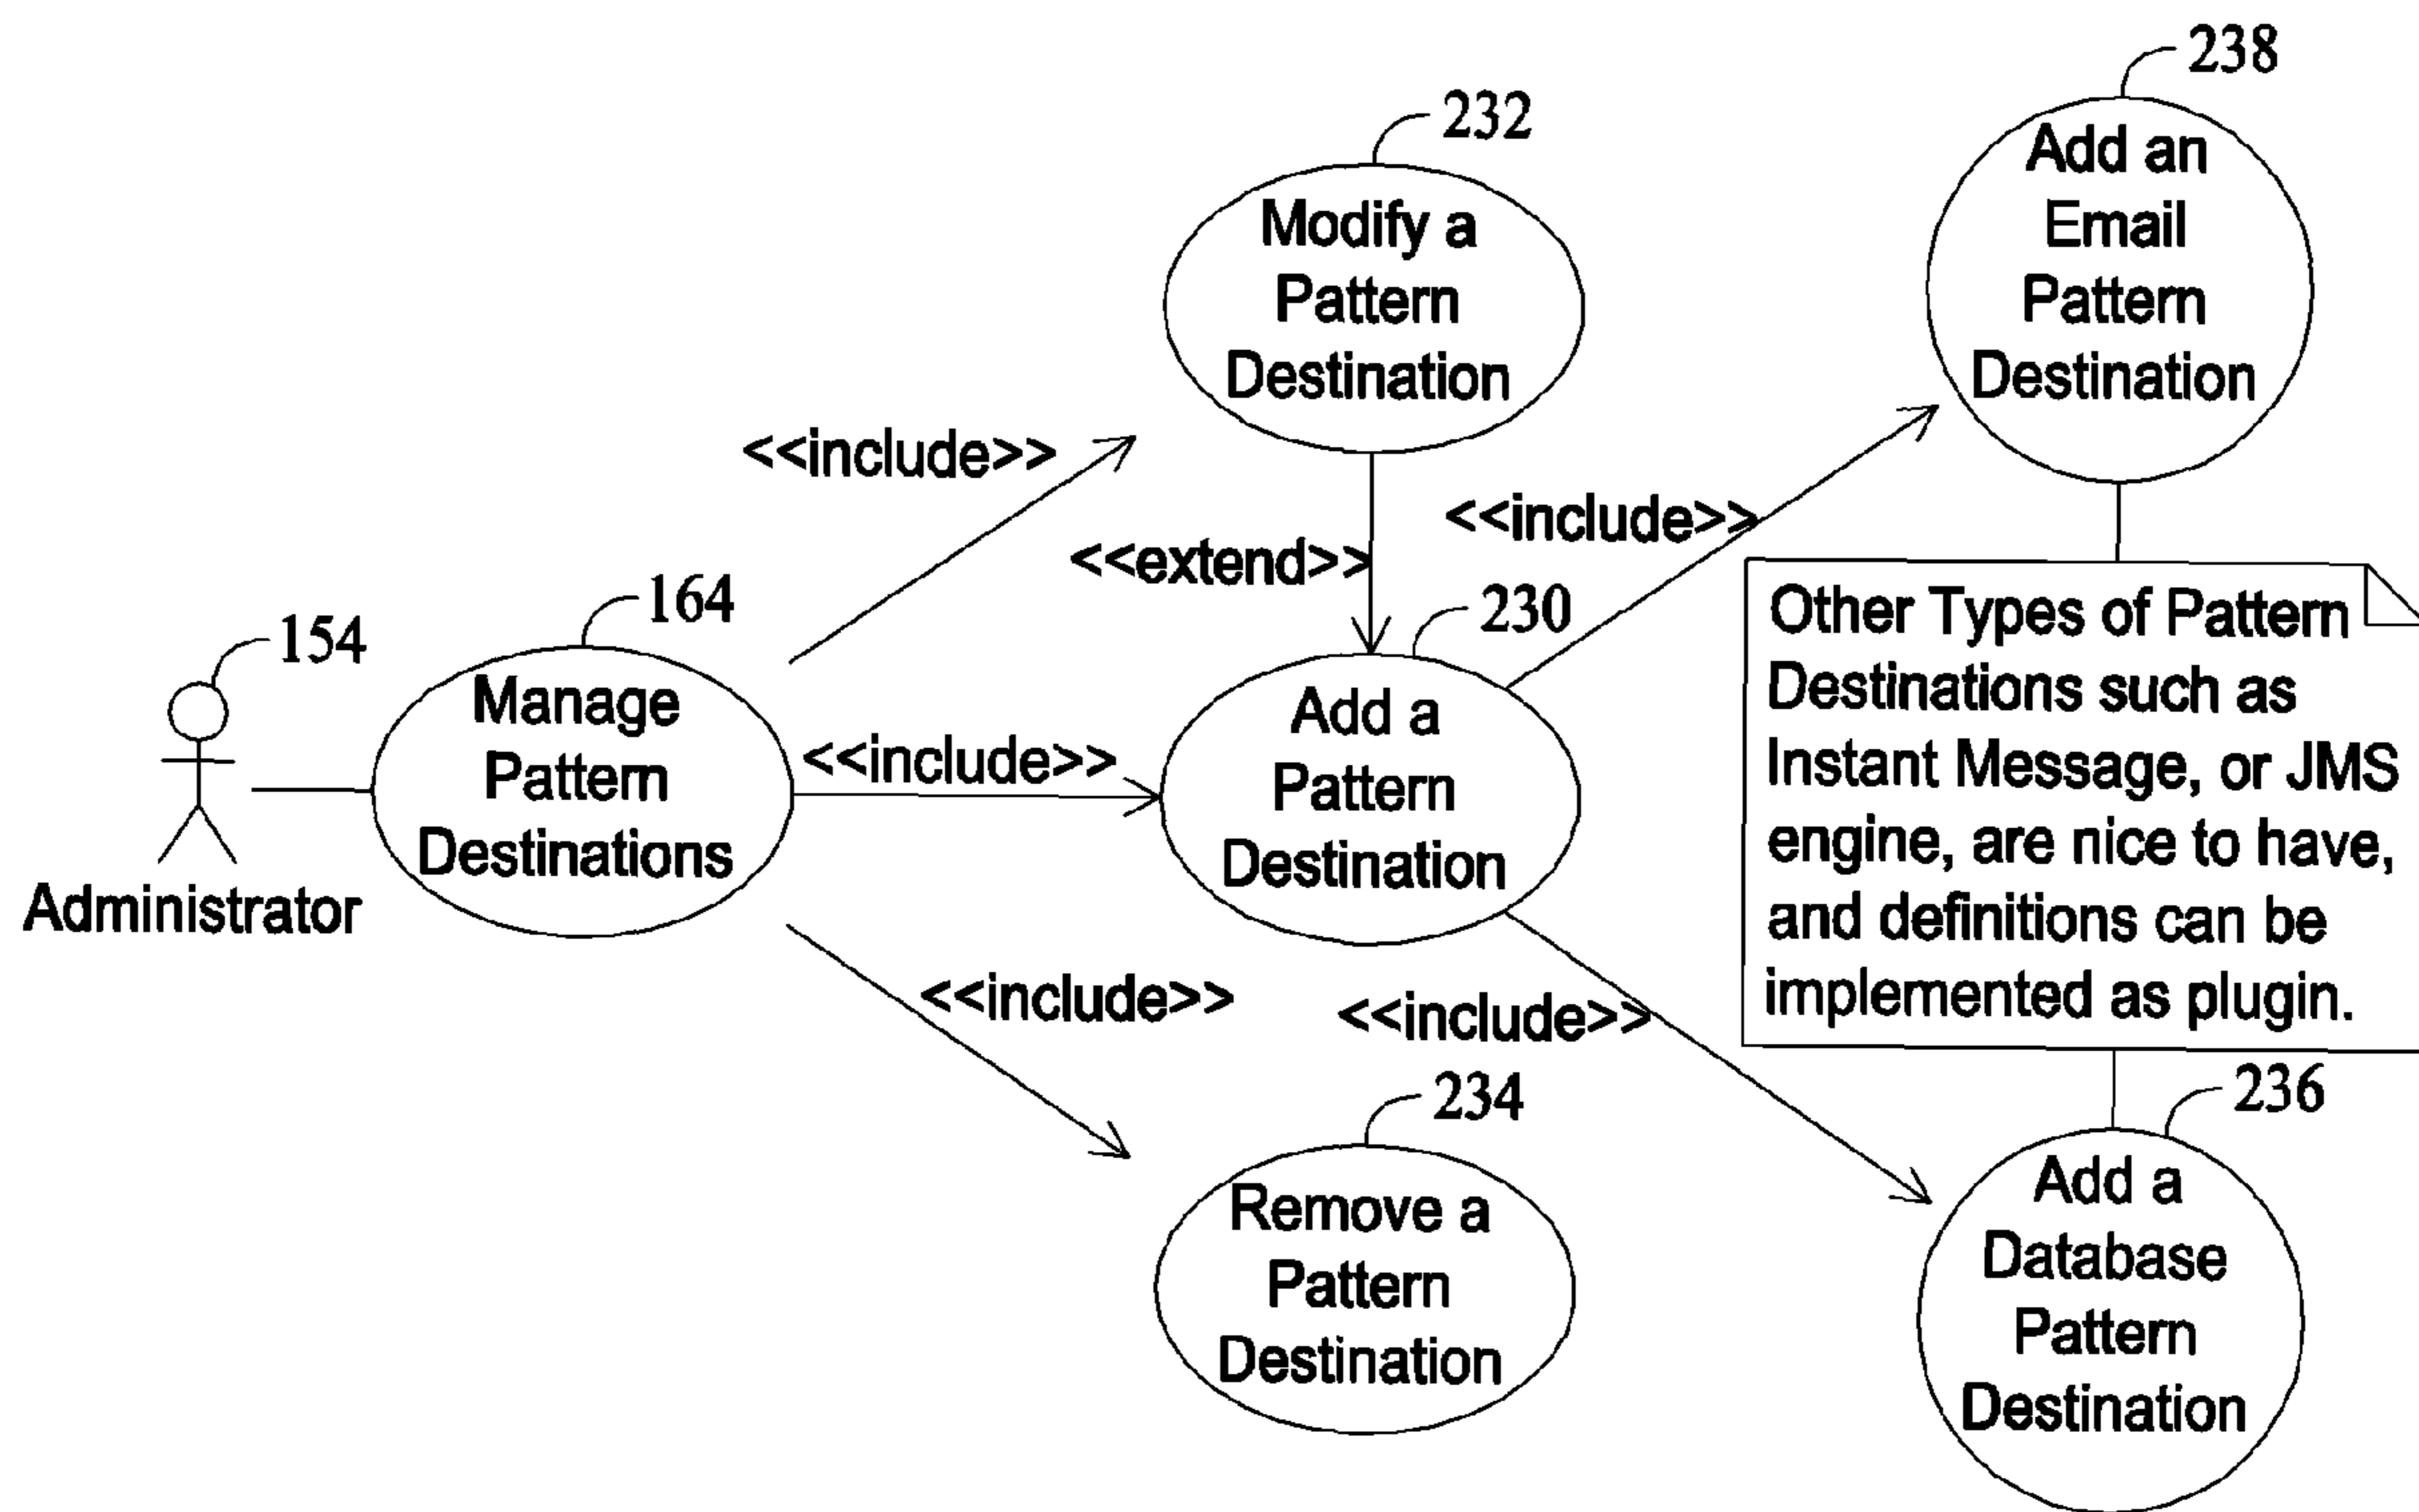 154
Administrator
164
Manage
Pattern
Destinations
<<include>>
<<include>>
<<include>>
232
Modify a
Pattern
Destination
<<extend>>
230
Add a
Pattern
Destination
234
Remove a
Pattern
Destination
<<include>>
<<include>>
238
Add an
Email
Pattern
Destination
Other Types of Pattern
Destinations such as
Instant Message, or JMS
engine, are nice to have,
and definitions can be
implemented as plugin.
236
Add a
Database
Pattern
Destination